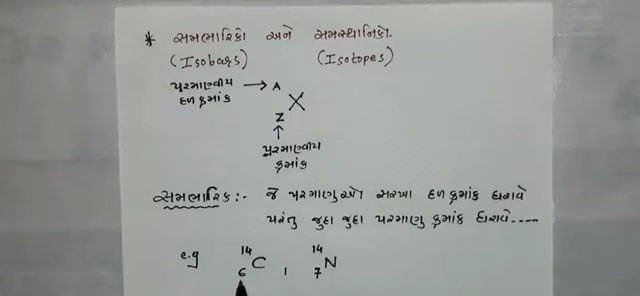 * સમભારિકો અને સમસ્થાનિકો.
(Isobars) (Isotopes)
પરમાણ્વીય દળ ક્રમાંક → A
X
Z
↑
પરમાણ્વીય
ક્રમાંક
સમભારિક :- જે પરમાણુઓ સરખા દળ ક્રમાંક ધરાવે
પરંતુ જુદા જુદા પરમાણુ ક્રમાંક ધરાવે.....
e.g 14 6 C , 14 7 N